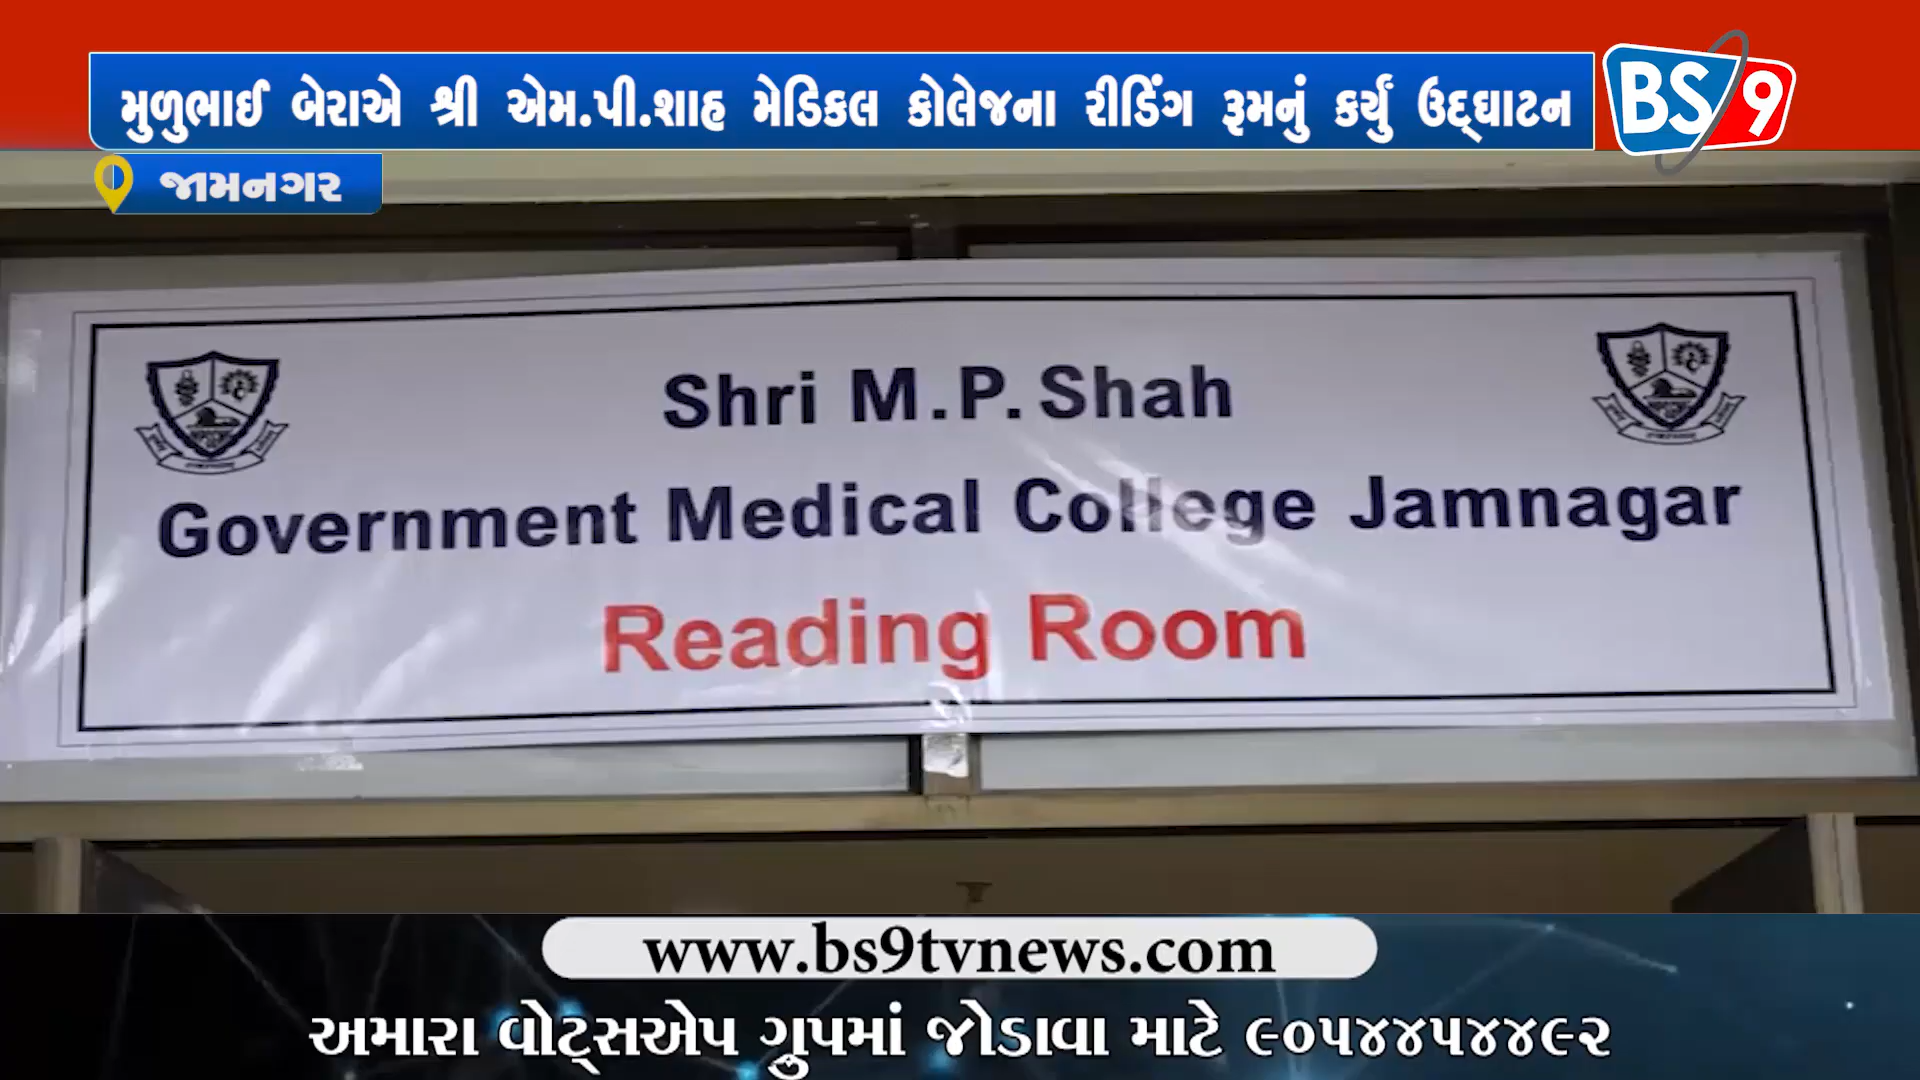 મુળુભાઈ બેરાએ શ્રી એમ.પી.શાહ મેડિકલ કોલેજના રીડિંગ રૂમનું કર્યું ઉદ્ઘાટન
BS9
જામનગર
Shri M.P. Shah
Government Medical College Jamnagar
Reading Room
www.bs9tvnews.com
અમારા વોટ્સએપ ગ્રુપમાં જોડાવા માટે ૯૦૫૪૪૫૪૪૯૨